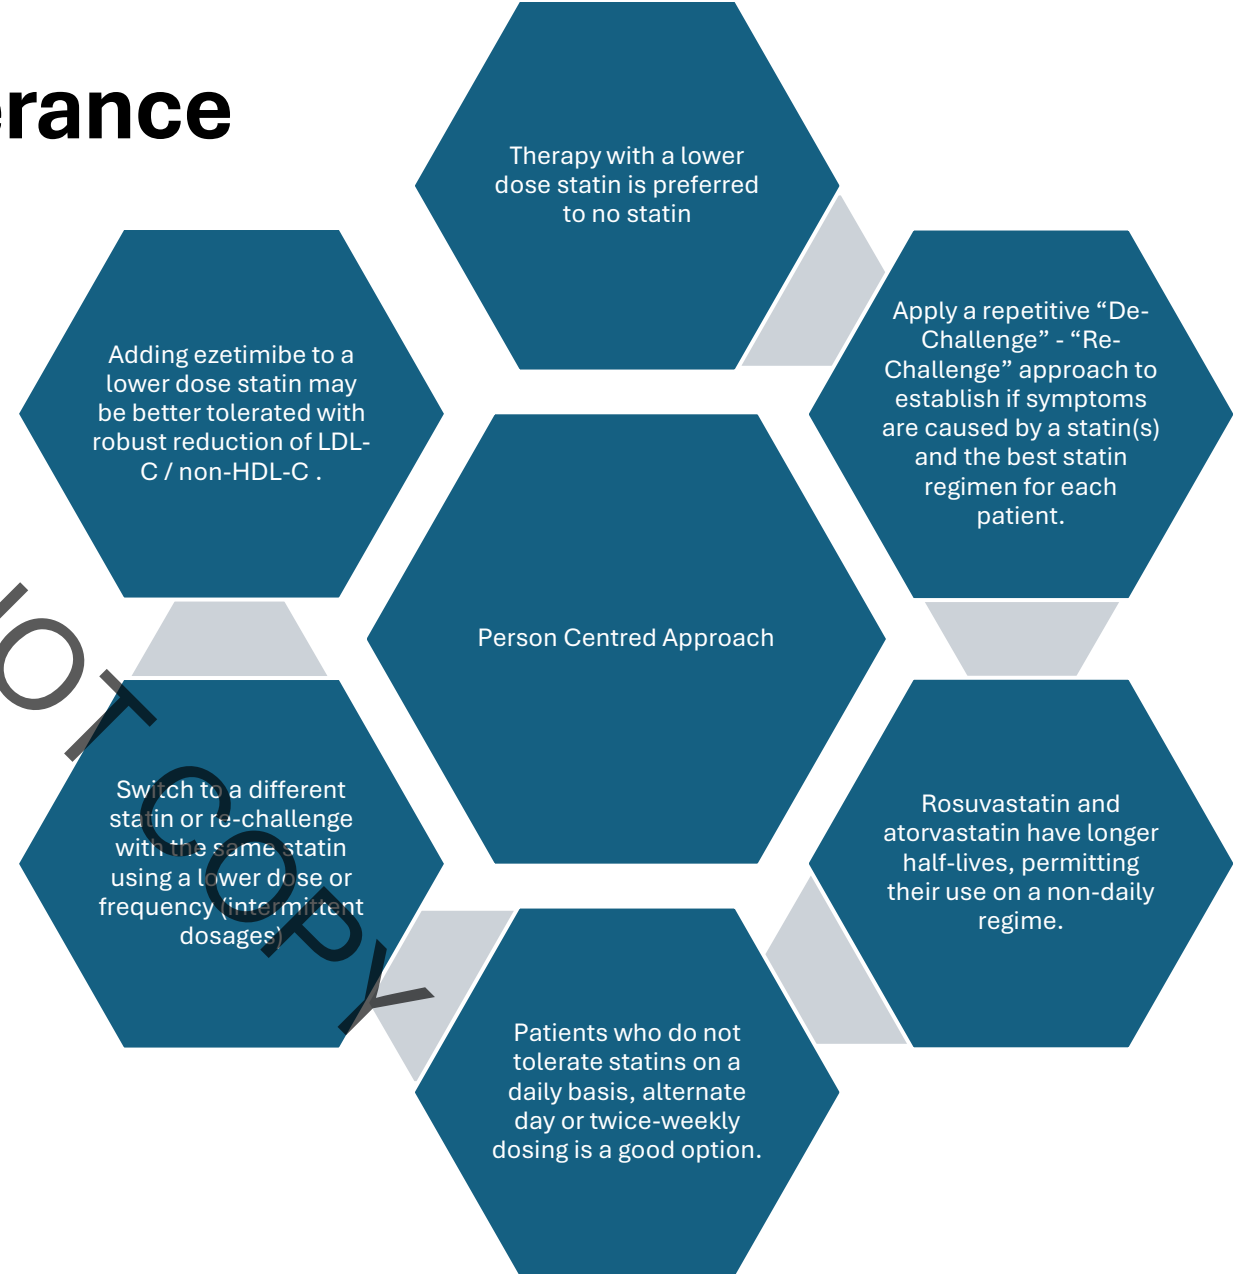 erance
Therapy with a lower
dose statin is preferred
to no statin
Apply a repetitive “De-
Challenge” - “Re-
Challenge” approach to
establish if symptoms
are caused by a statin(s)
and the best statin
regimen for each
patient.
Rosuvastatin and
atorvastatin have longer
half-lives, permitting
their use on a non-daily
regime.
Patients who do not
tolerate statins on a
daily basis, alternate
day or twice-weekly
dosing is a good option.
Switch to a different
statin or re-challenge
with the same statin
using a lower dose or
frequency (intermittent
dosages)
Adding ezetimibe to a
lower dose statin may
be better tolerated with
robust reduction of LDL-
C / non-HDL-C .
Person Centred Approach
OT COPY